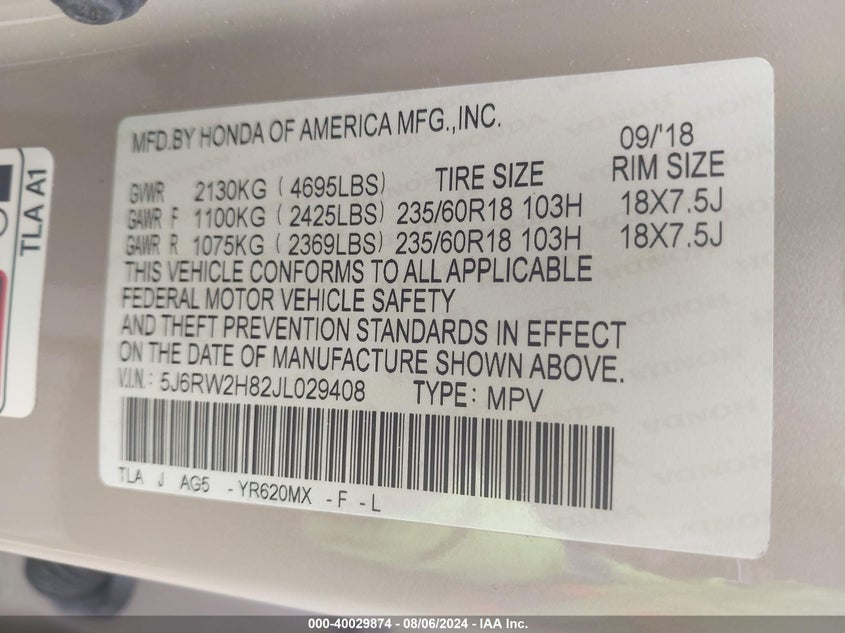 MFD.BY HONDA OF AMERICA MFG.,INC.
09/'18
TIRE SIZE RIM SIZE
GVWR 2130KG (4695LBS)
GAWR F 1100KG (2425LBS) 235/60R18 103H 18X7.5J
GAWR R 1075KG (2369LBS) 235/60R18 103H 18X7.5J
THIS VEHICLE CONFORMS TO ALL APPLICABLE
FEDERAL MOTOR VEHICLE SAFETY
AND THEFT PREVENTION STANDARDS IN EFFECT
ON THE DATE OF MANUFACTURE SHOWN ABOVE.
V.I.N.: 5J6RW2H82JL029408 TYPE: MPV
TLA J AG5 -YR620MX -F -L
TLA A1
000-40029874 - 08/06/2024 - IAA Inc.